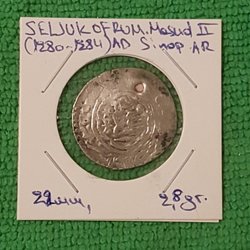 SELJUK OF RUM. Masud II
(1280-1284) AD Sinop. AR
22mm,
2,8gr.